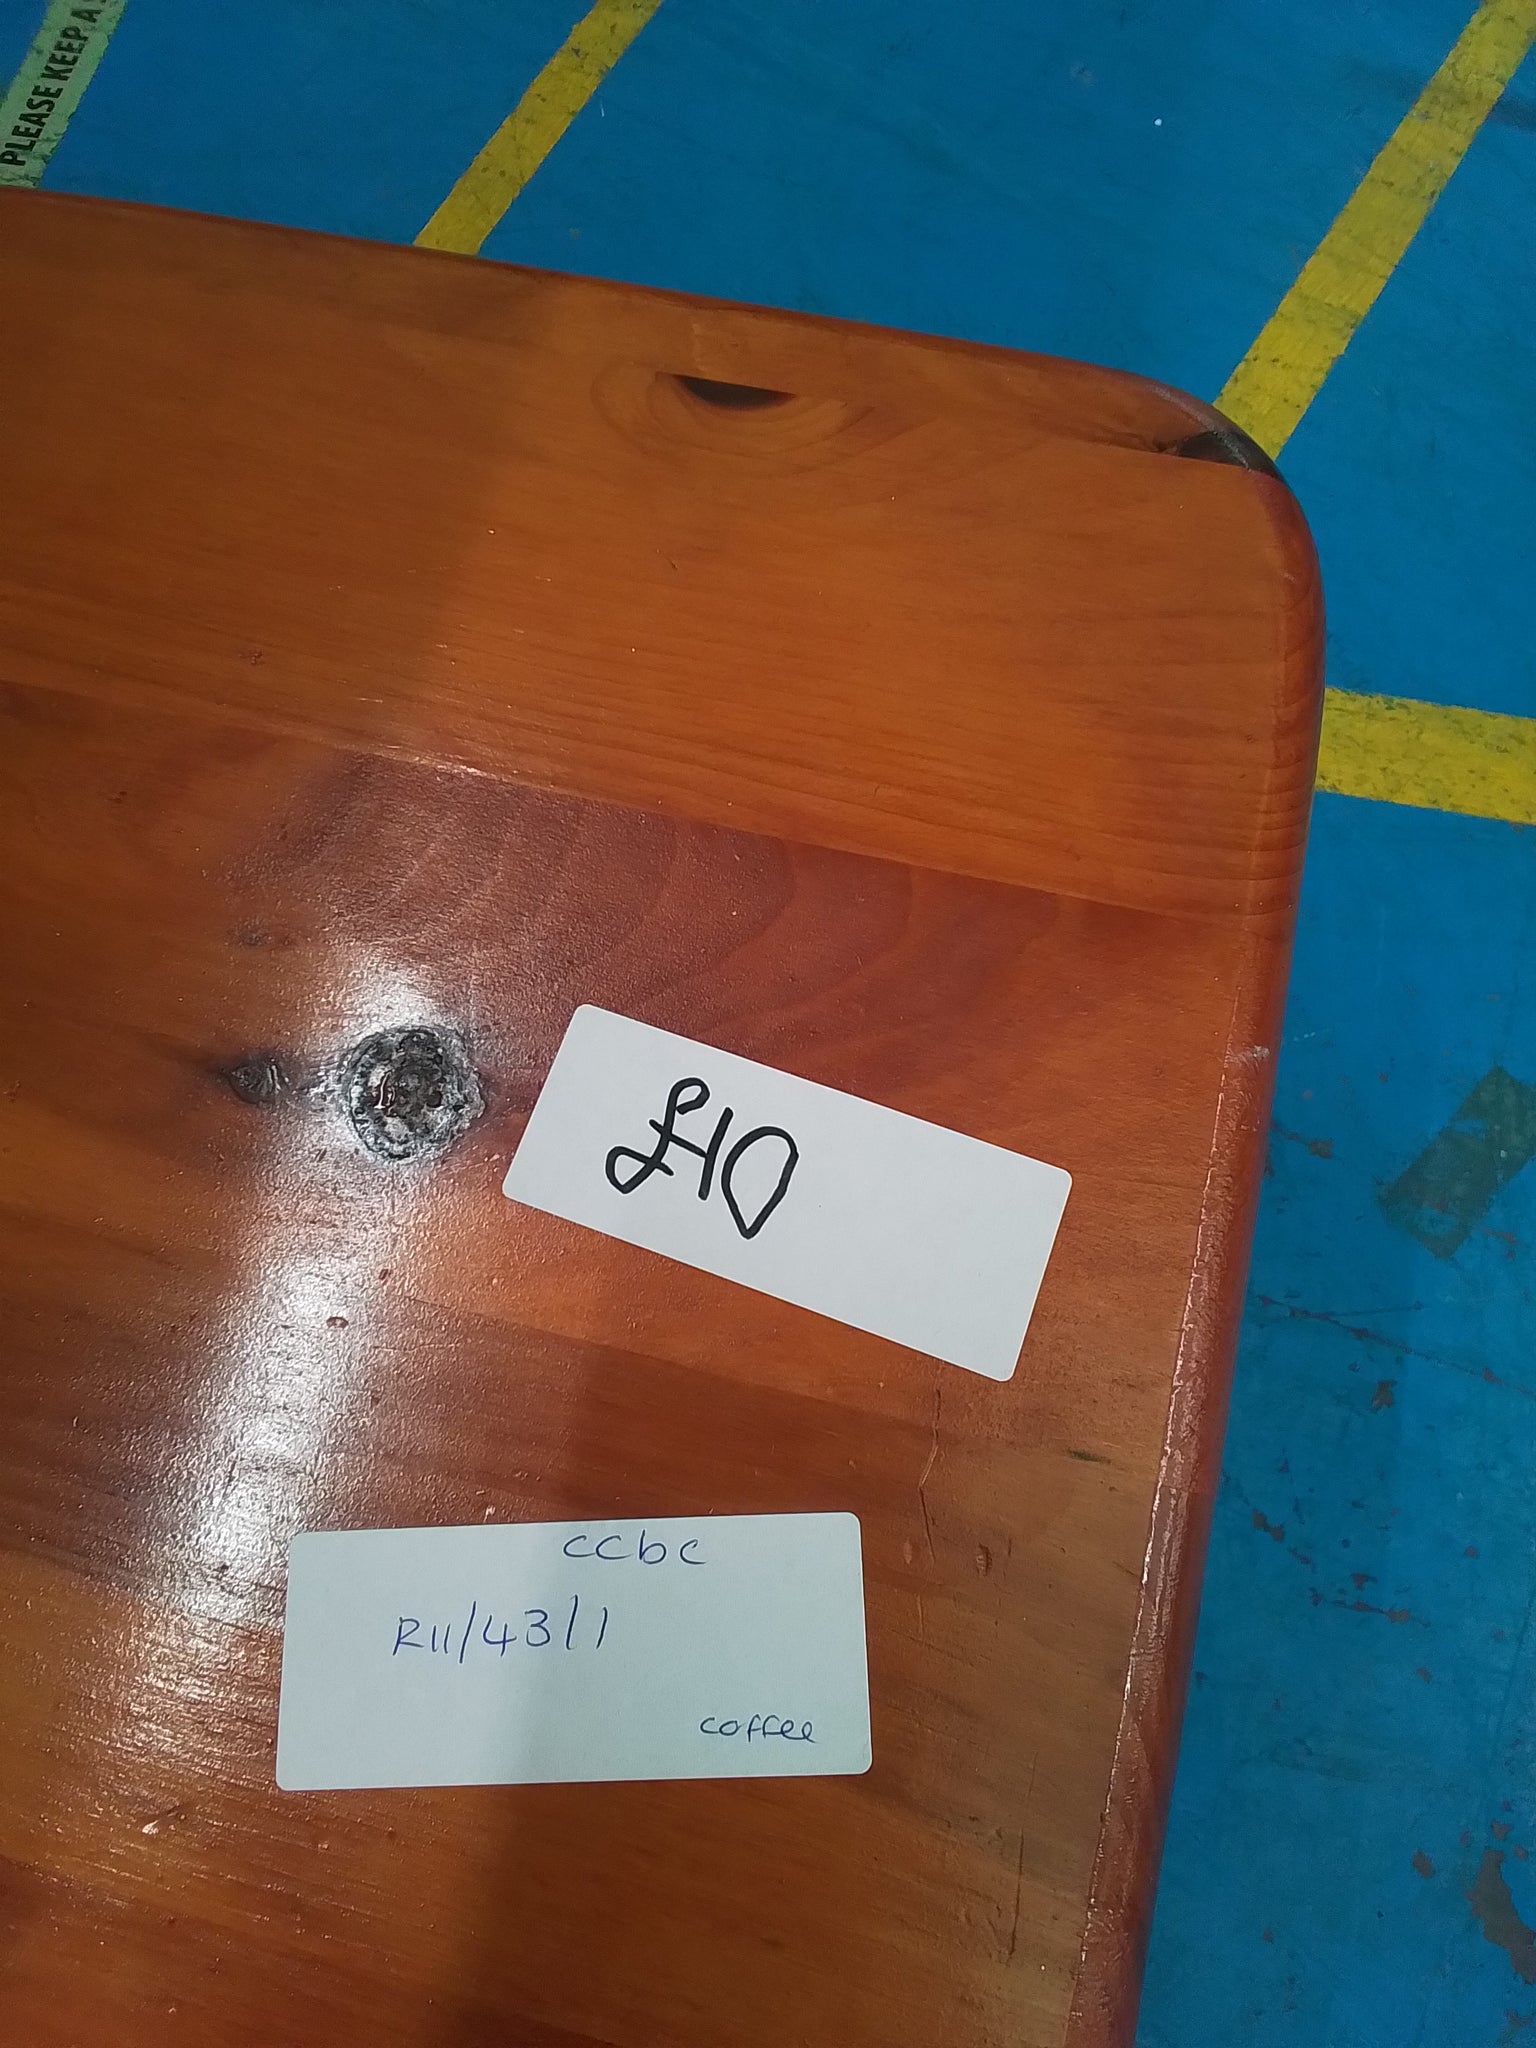 PLEASE KEEP A
£10
ccbc
R11/43/1
coffee